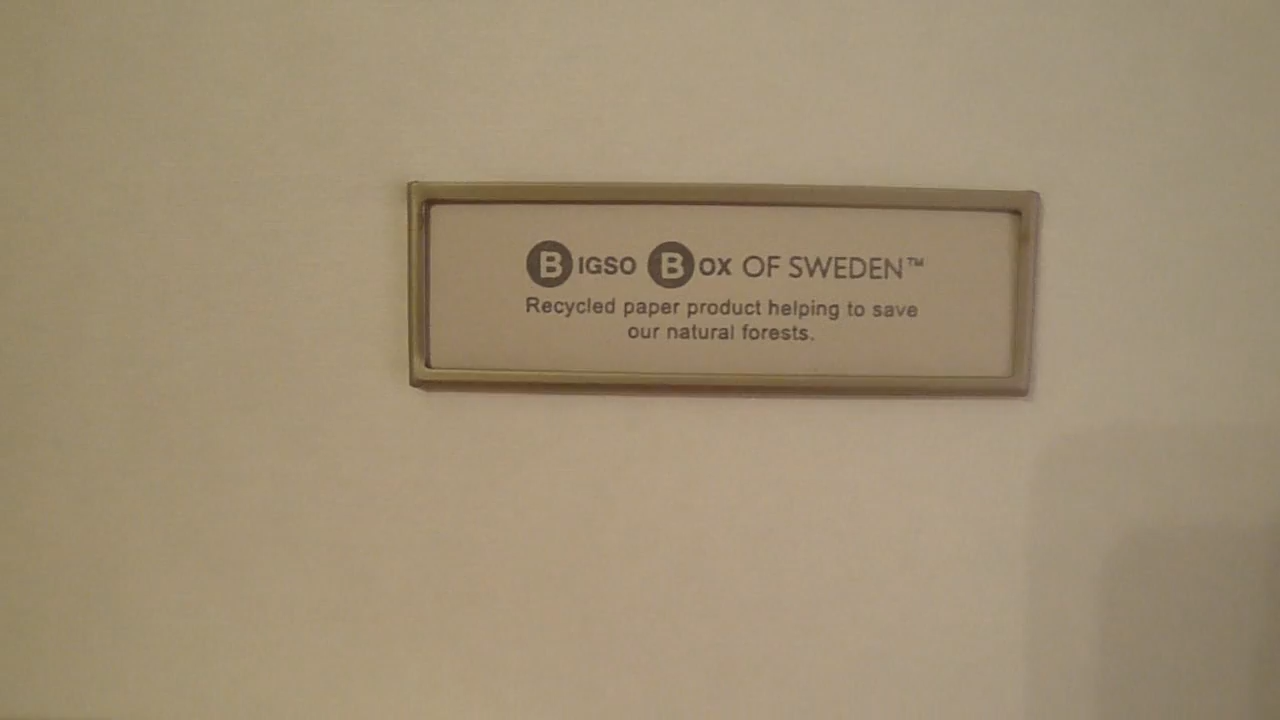 BIGSO BOX OF SWEDEN™
Recycled paper product helping to save
our natural forests.